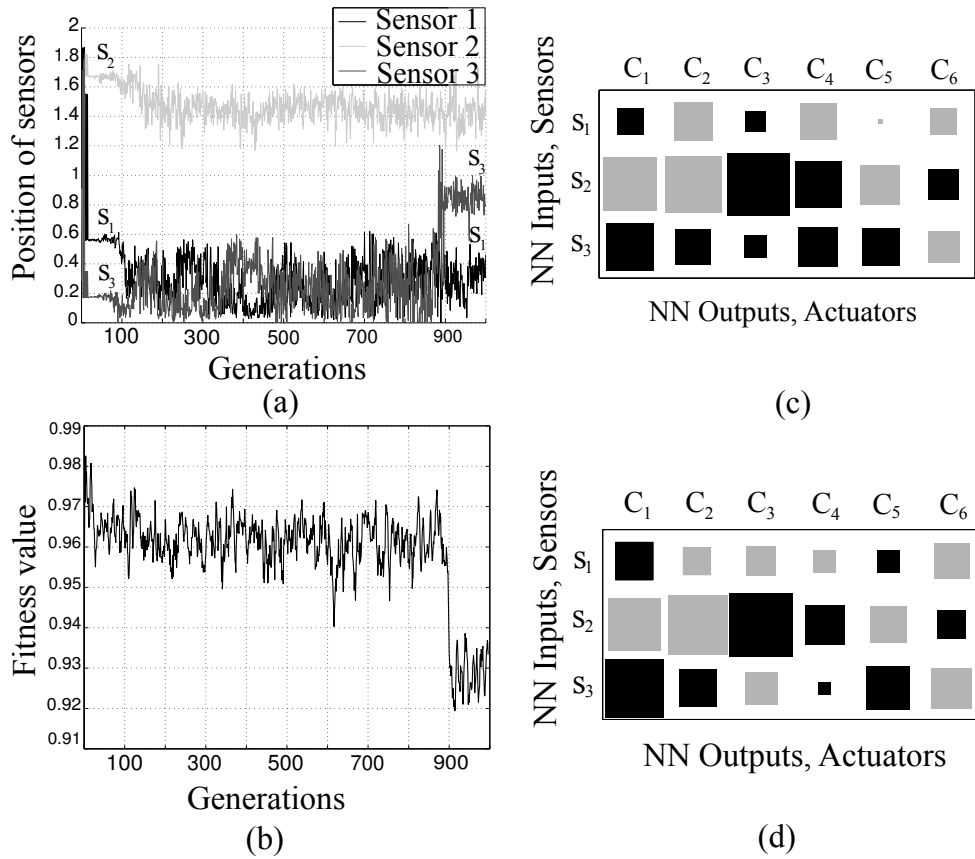 Sensor 1
Sensor 2
Sensor 3
2
1.8
1.6
1.4
1.2
1
0.8
0.6
0.4
0.2
0
S2
S1
S3
S3
S1
Position of sensors
100 300 500 700 900
Generations
(a)
C1 C2 C3 C4 C5 C6
S1
S2
S3
NN Inputs, Sensors
NN Outputs, Actuators
(c)
0.99
0.98
0.97
0.96
0.95
0.94
0.93
0.92
0.91
Fitness value
100 300 500 700 900
Generations
(b)
C1 C2 C3 C4 C5 C6
S1
S2
S3
NN Inputs, Sensors
NN Outputs, Actuators
(d)